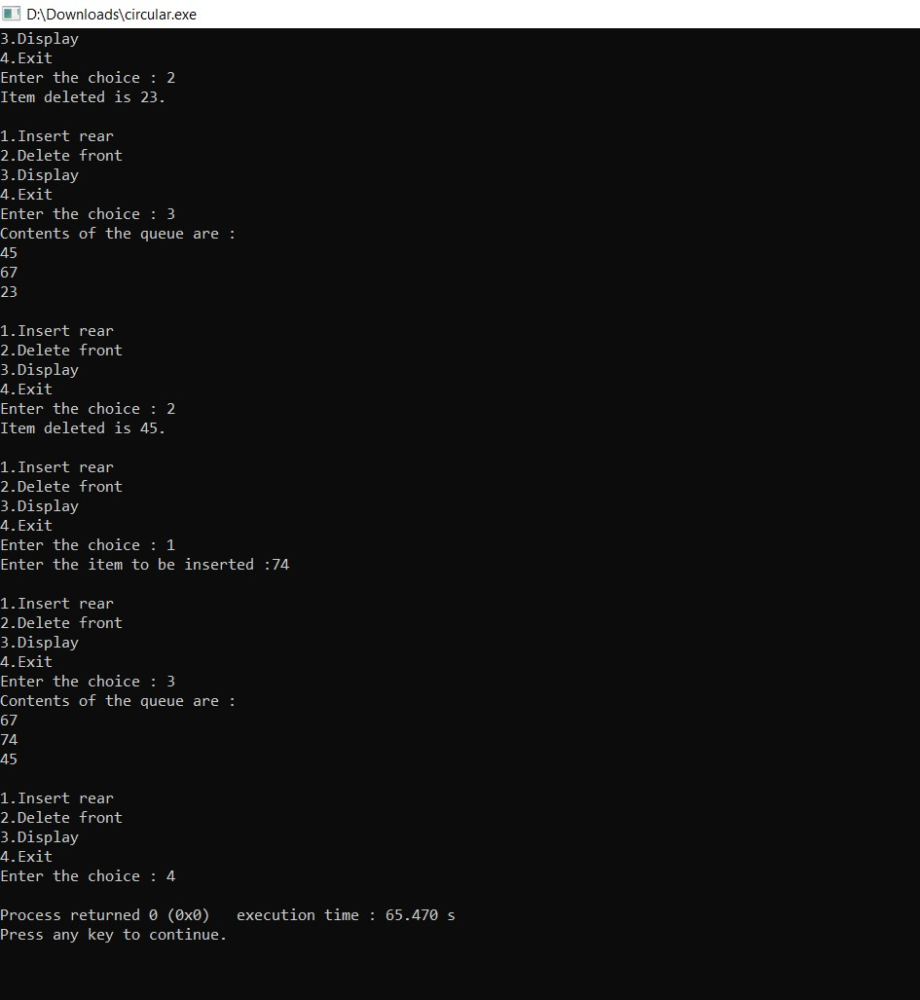 D:\Downloads\circular.exe
3.Display
4.Exit
Enter the choice : 2
Item deleted is 23.
1.Insert rear
2.Delete front
3.Display
4.Exit
Enter the choice : 3
Contents of the queue are :
45
67
23
1.Insert rear
2.Delete front
3.Display
4.Exit
Enter the choice : 2
Item deleted is 45.
1.Insert rear
2.Delete front
3.Display
4.Exit
Enter the choice : 1
Enter the item to be inserted :74
1.Insert rear
2.Delete front
3.Display
4.Exit
Enter the choice : 3
Contents of the queue are :
67
74
45
1.Insert rear
2.Delete front
3.Display
4.Exit
Enter the choice : 4
Process returned 0 (0x0)   execution time : 65.470 s
Press any key to continue.